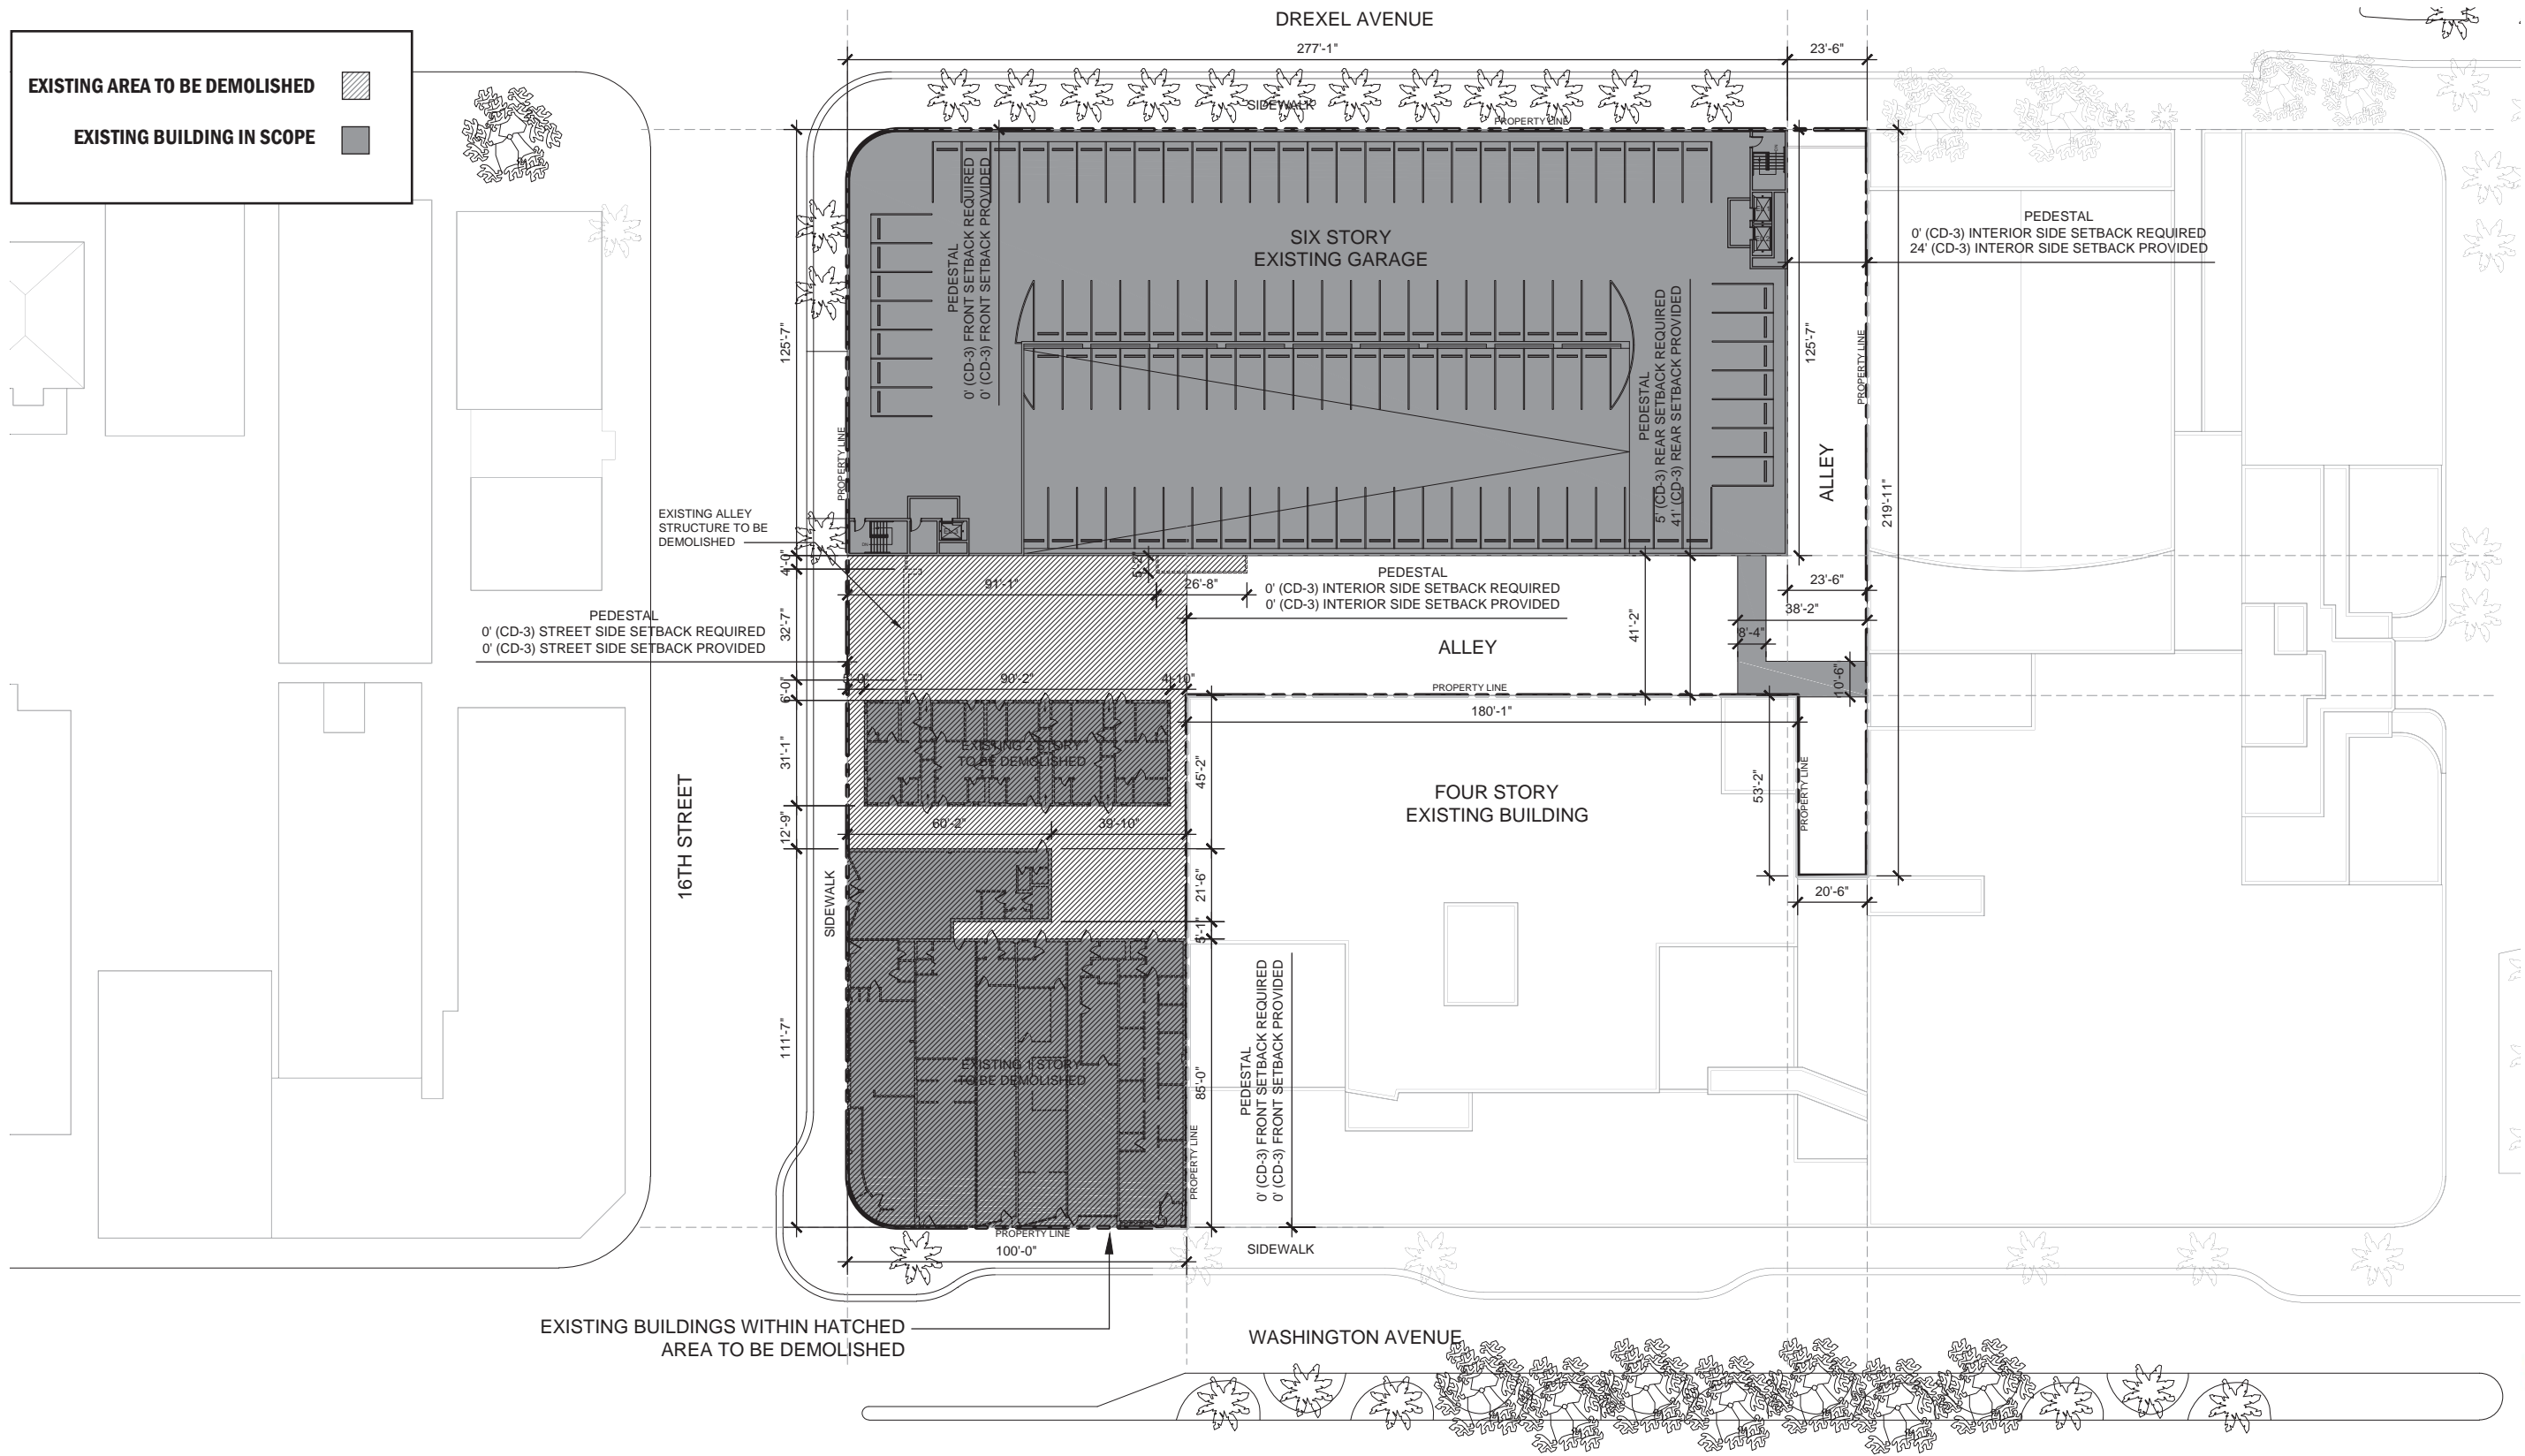 DREXEL AVENUE
277'-1"
23'-6"
EXISTING AREA TO BE DEMOLISHED
EXISTING BUILDING IN SCOPE
SIDEWALK
PROPERTY LINE
PEDESTAL
0' (CD-3) FRONT SETBACK REQUIRED
0' (CD-3) FRONT SETBACK PROVIDED
SIX STORY
EXISTING GARAGE
PEDESTAL
0' (CD-3) INTERIOR SIDE SETBACK REQUIRED
24' (CD-3) INTERIOR SIDE SETBACK PROVIDED
125'-7"
PEDESTAL
5' (CD-3) REAR SETBACK REQUIRED
41' (CD-3) REAR SETBACK PROVIDED
125'-7"
PROPERTY LINE
ALLEY
219'-11"
PROPERTY LINE
EXISTING ALLEY
STRUCTURE TO BE
DEMOLISHED
4'-0"
91'-1"
5'-2"
26'-8"
PEDESTAL
0' (CD-3) INTERIOR SIDE SETBACK REQUIRED
0' (CD-3) INTERIOR SIDE SETBACK PROVIDED
23'-6"
38'-2"
8'-4"
41'-2"
10'-6"
PEDESTAL
0' (CD-3) STREET SIDE SETBACK REQUIRED
0' (CD-3) STREET SIDE SETBACK PROVIDED
32'-7"
ALLEY
6'-0"
90'-2"
4'-10"
PROPERTY LINE
180'-1"
31'-1"
EXISTING 2 STORY
TO BE DEMOLISHED
45'-2"
53'-2"
PROPERTY LINE
FOUR STORY
EXISTING BUILDING
16TH STREET
12'-9"
60'-2"
39'-10"
SIDEWALK
21'-6"
20'-6"
5'-1"
111'-7"
EXISTING 1 STORY
TO BE DEMOLISHED
85'-0"
PEDESTAL
0' (CD-3) FRONT SETBACK REQUIRED
0' (CD-3) FRONT SETBACK PROVIDED
PROPERTY LINE
PROPERTY LINE
100'-0"
SIDEWALK
EXISTING BUILDINGS WITHIN HATCHED
AREA TO BE DEMOLISHED
WASHINGTON AVENUE